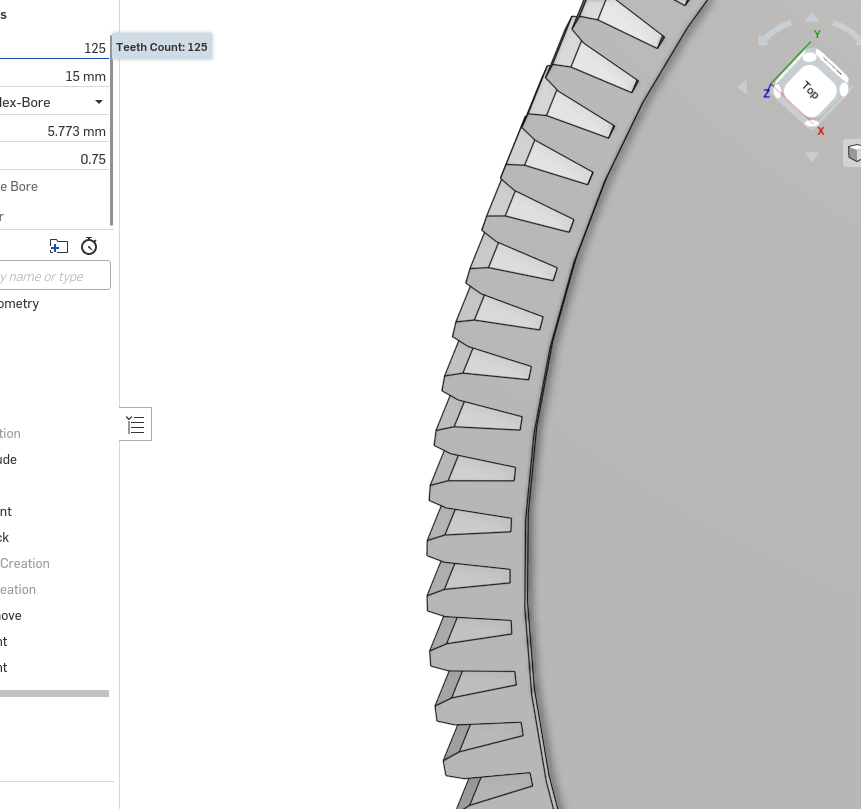 s
125
Teeth Count: 125
15 mm
Hex-Bore
5.773 mm
0.75
e Bore
r
y name or type
ometry
tion
ude
nt
ck
Creation
eation
nove
nt
nt
Y
Top
Z
X